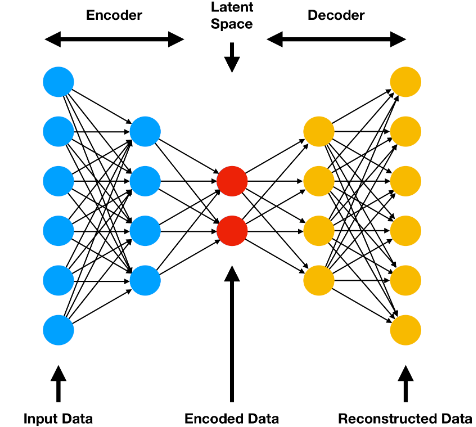 Encoder
Latent
Space
Decoder
Input Data
Encoded Data
Reconstructed Data